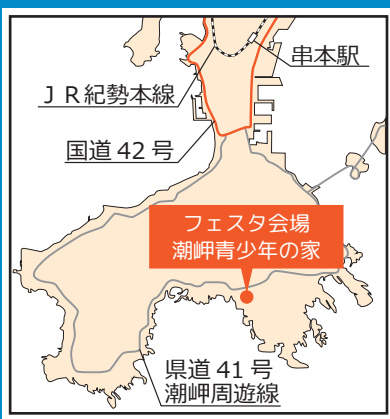 串本駅
ＪＲ紀勢本線
国道 42 号
フェスタ会場
潮岬青少年の家
県道 41 号
潮岬周遊線